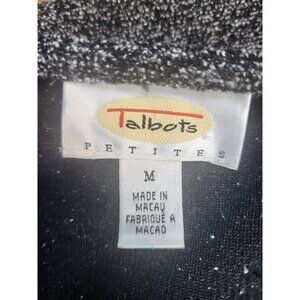 Talbots
PETITES
M
MADE IN
MACAU
FABRIQUÉ A
MACAO